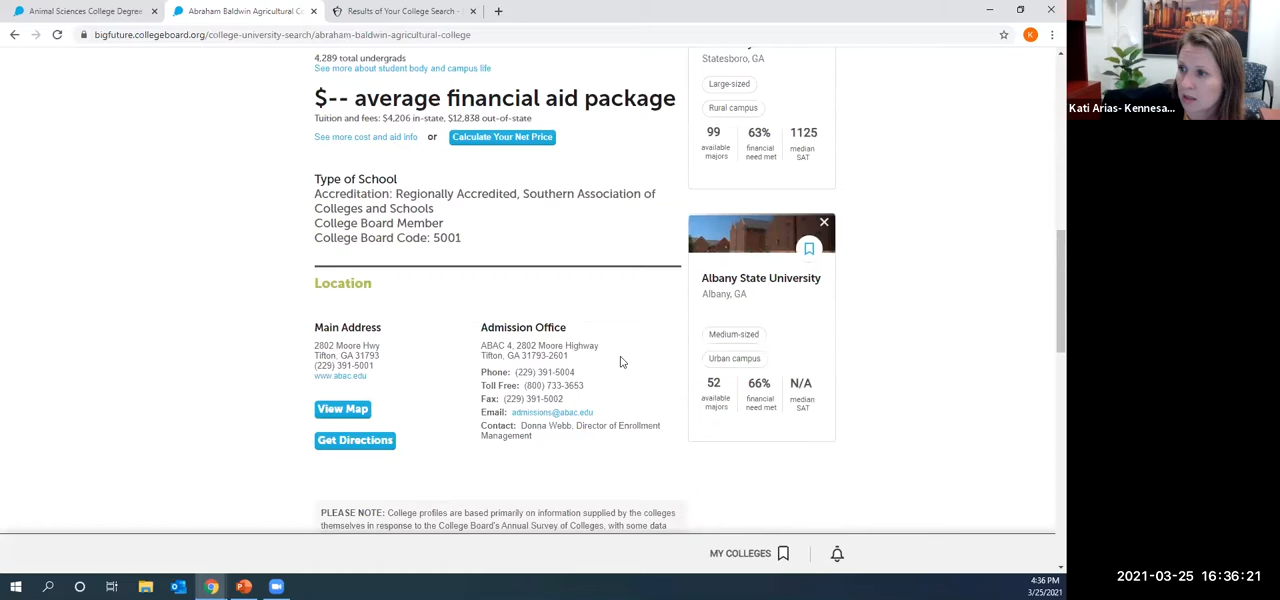 Animal Sciences College Degree
Abraham Baldwin Agricultural Co
Results of Your College Search -
bigfuture.collegeboard.org/college-university-search/abraham-baldwin-agricultural-college
K
4,289 total undergrads
See more about student body and campus life
$-- average financial aid package
Tuition and fees: $4,206 in-state, $12,838 out-of-state
See more cost and aid info or Calculate Your Net Price
Type of School
Accreditation: Regionally Accredited, Southern Association of
Colleges and Schools
College Board Member
College Board Code: 5001
Location
Main Address
2802 Moore Hwy
Tifton, GA 31793
(229) 391-5001
www.abac.edu
View Map
Get Directions
Admission Office
ABAC 4, 2802 Moore Highway
Tifton, GA 31793-2601
Phone: (229) 391-5004
Toll Free: (800) 733-3653
Fax: (229) 391-5002
Email: admissions@abac.edu
Contact: Donna Webb, Director of Enrollment
Management
PLEASE NOTE: College profiles are based primarily on information supplied by the colleges
themselves in response to the College Board's Annual Survey of Colleges, with some data
Statesboro, GA
Large-sized
Rural campus
99 63% 1125
available financial median
majors need met SAT
Albany State University
Albany, GA
Medium-sized
Urban campus
52 66% N/A
available financial median
majors need met SAT
MY COLLEGES
Kati Arias- Kennesa...
4:36 PM
3/25/2021
2021-03-25 16:36:21